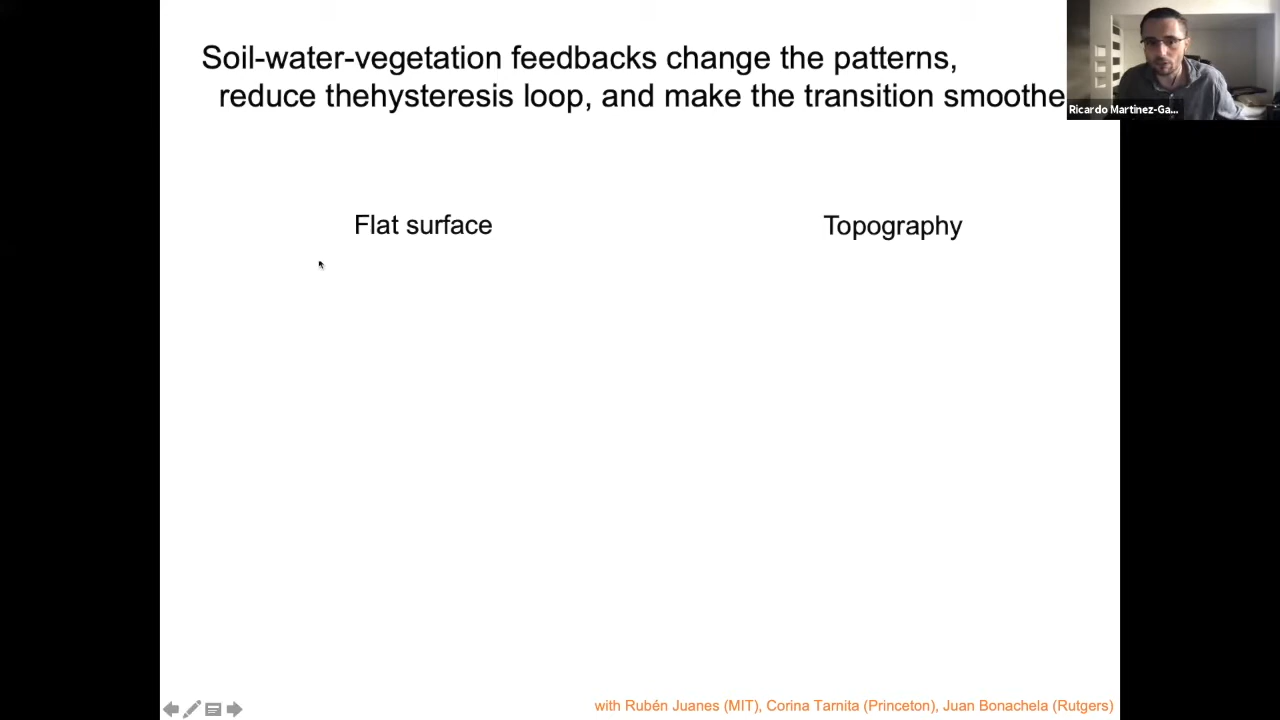 Soil-water-vegetation feedbacks change the patterns,
reduce thehysteresis loop, and make the transition smoothe
Ricardo Martinez-Ga...
Flat surface
Topography
with Rubén Juanes (MIT), Corina Tarnita (Princeton), Juan Bonachela (Rutgers)